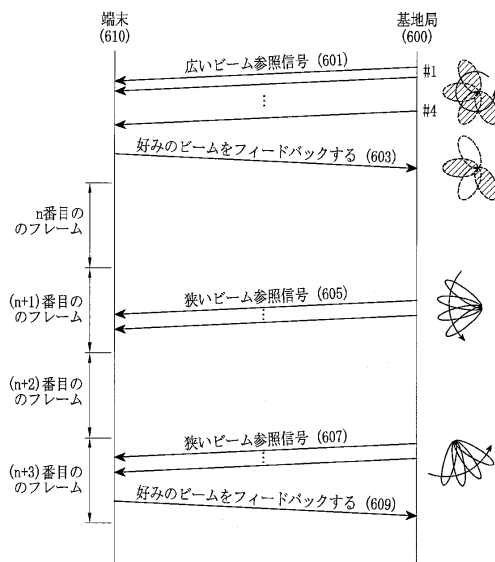 端末
(610)
基地局
(600)
広いビーム参照信号 (601)
#1
#4
好みのビームをフィードバックする (603)
n番目の
のフレーム
(n+1) 番目の
のフレーム
狭いビーム参照信号 (605)
(n+2) 番目の
のフレーム
狭いビーム参照信号 (607)
(n+3) 番目の
のフレーム
好みのビームをフィードバックする (609)